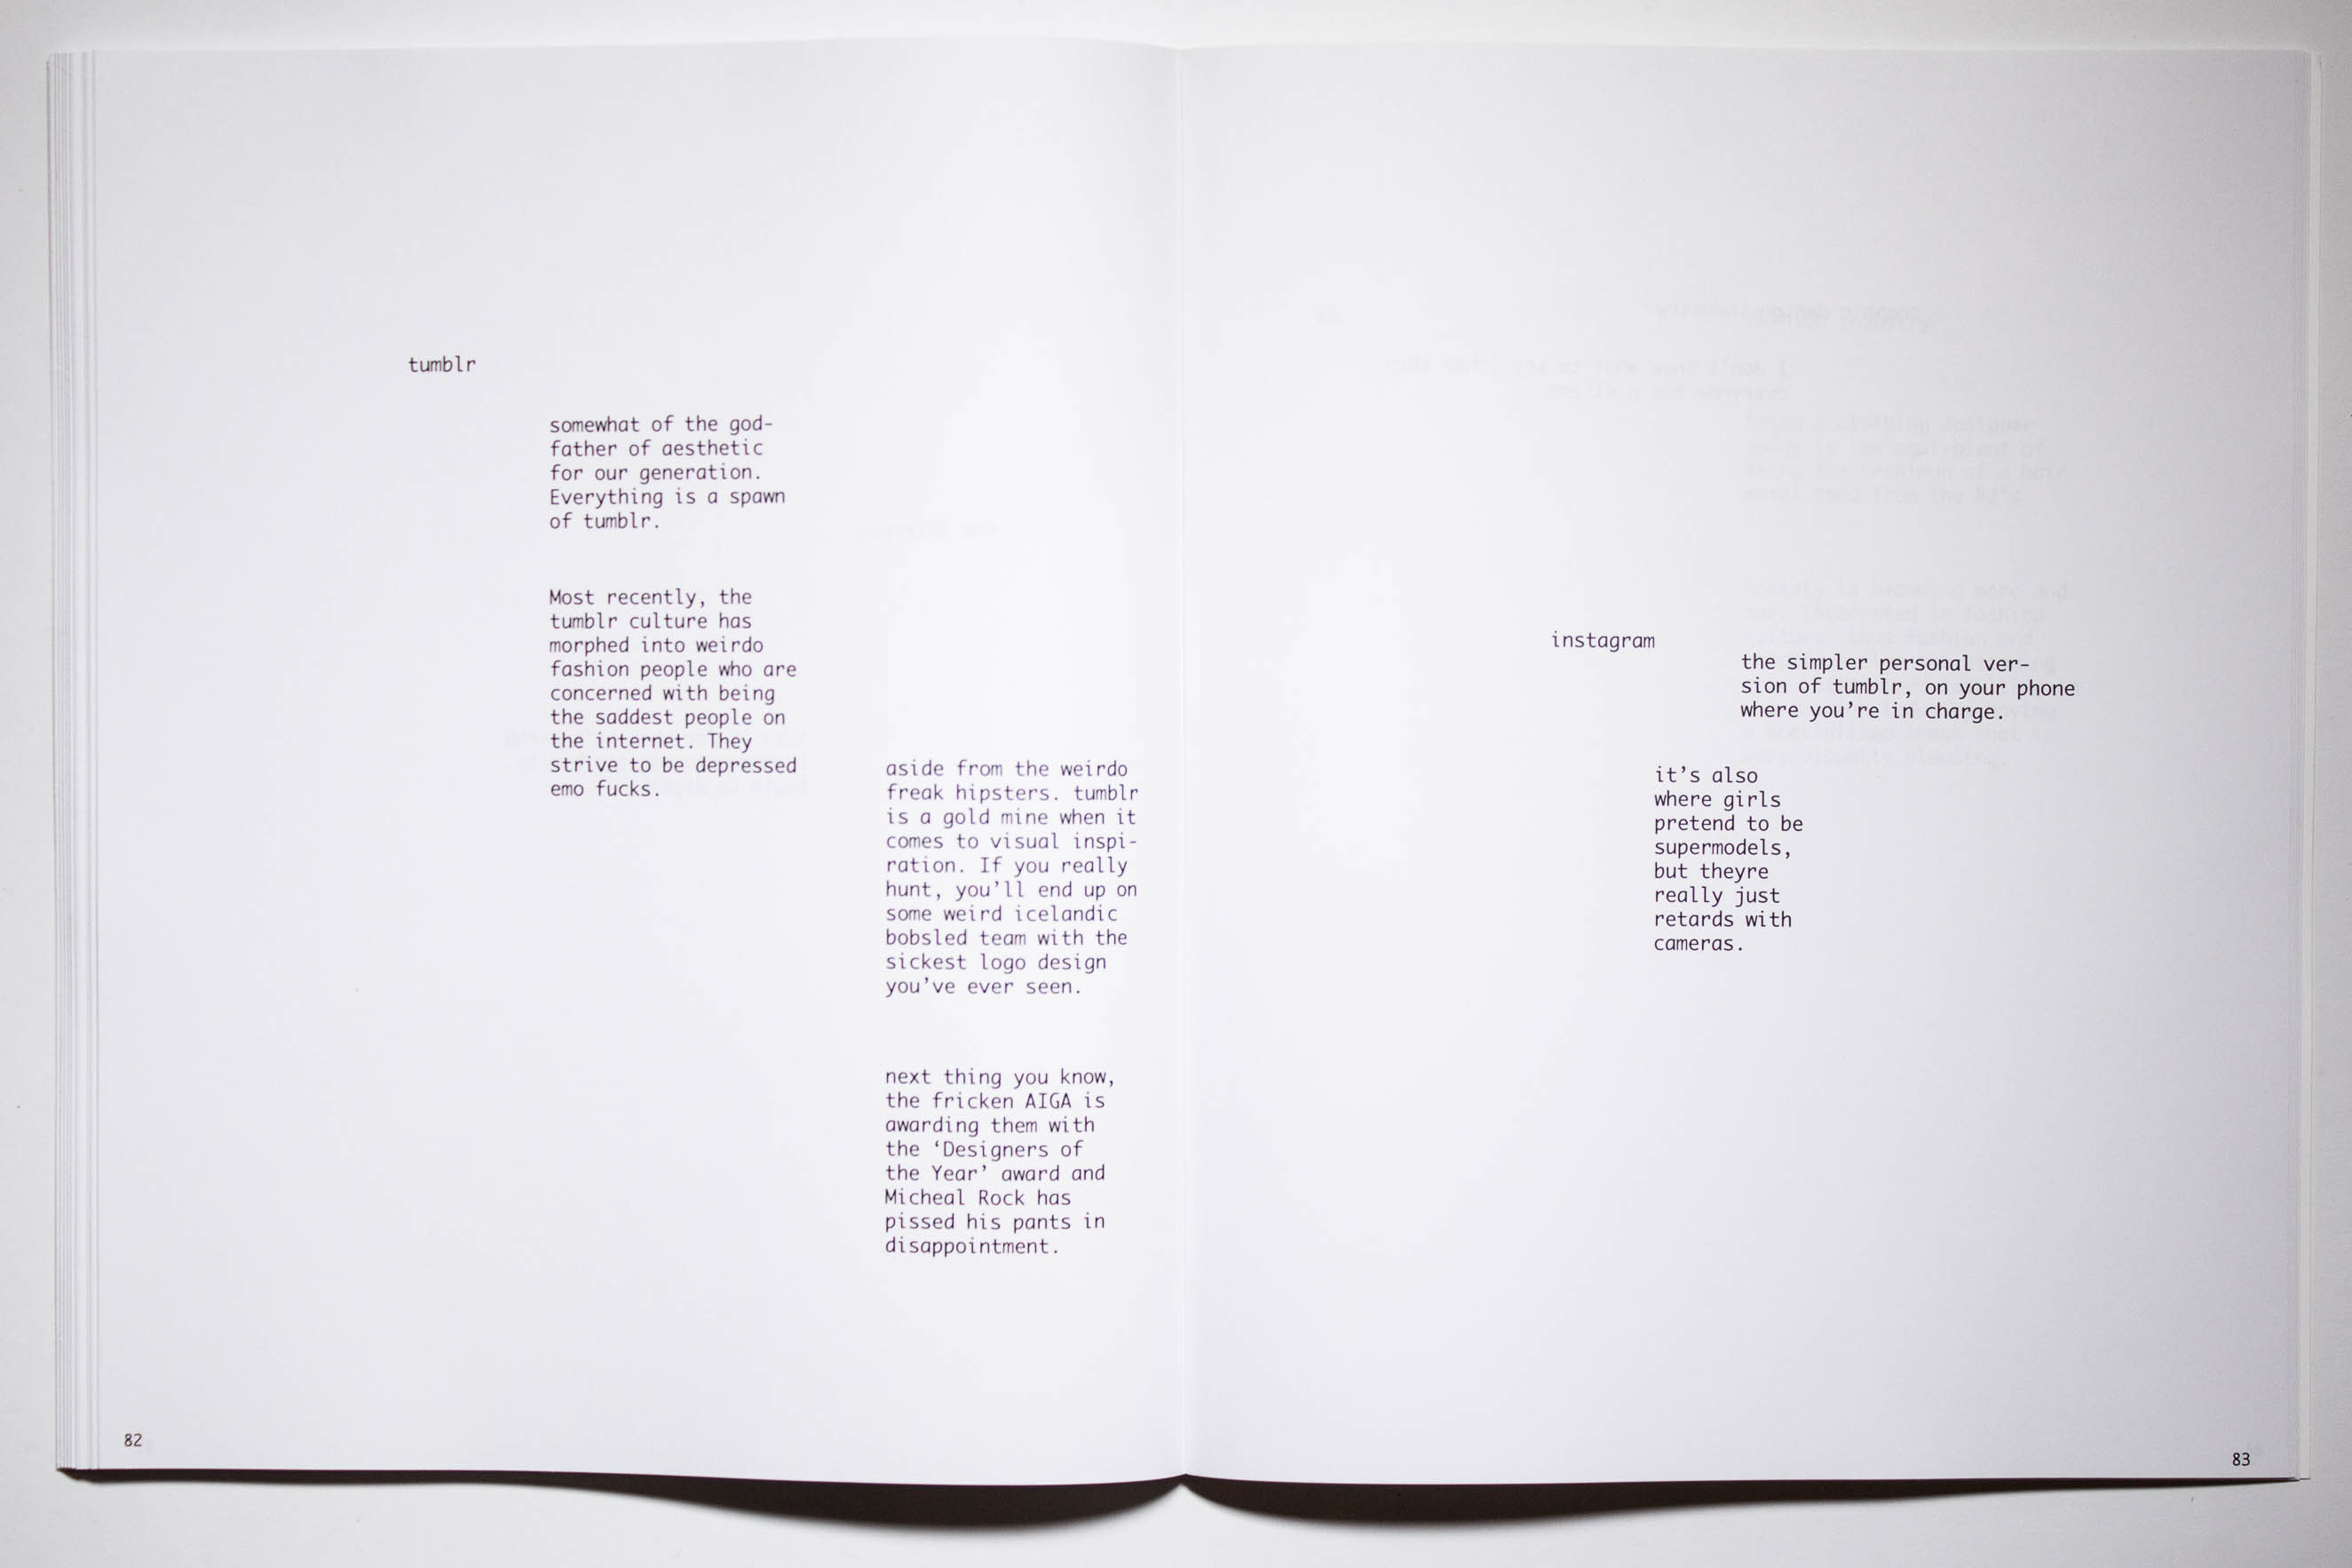 tumblr
somewhat of the god-
father of aesthetic
for our generation.
Everything is a spawn
of tumblr.
Most recently, the
tumblr culture has
morphed into weirdo
fashion people who are
concerned with being
the saddest people on
the internet. They
strive to be depressed
emo fucks.
aside from the weirdo
freak hipsters. tumblr
is a gold mine when it
comes to visual inspi-
ration. If you really
hunt, you’ll end up on
some weird icelandic
bobsled team with the
sickest logo design
you’ve ever seen.
next thing you know,
the fricken AIGA is
awarding them with
the ‘Designers of
the Year’ award and
Micheal Rock has
pissed his pants in
disappointment.
82
instagram
the simpler personal ver-
sion of tumblr, on your phone
where you’re in charge.
it’s also
where girls
pretend to be
supermodels,
but theyre
really just
retards with
cameras.
83